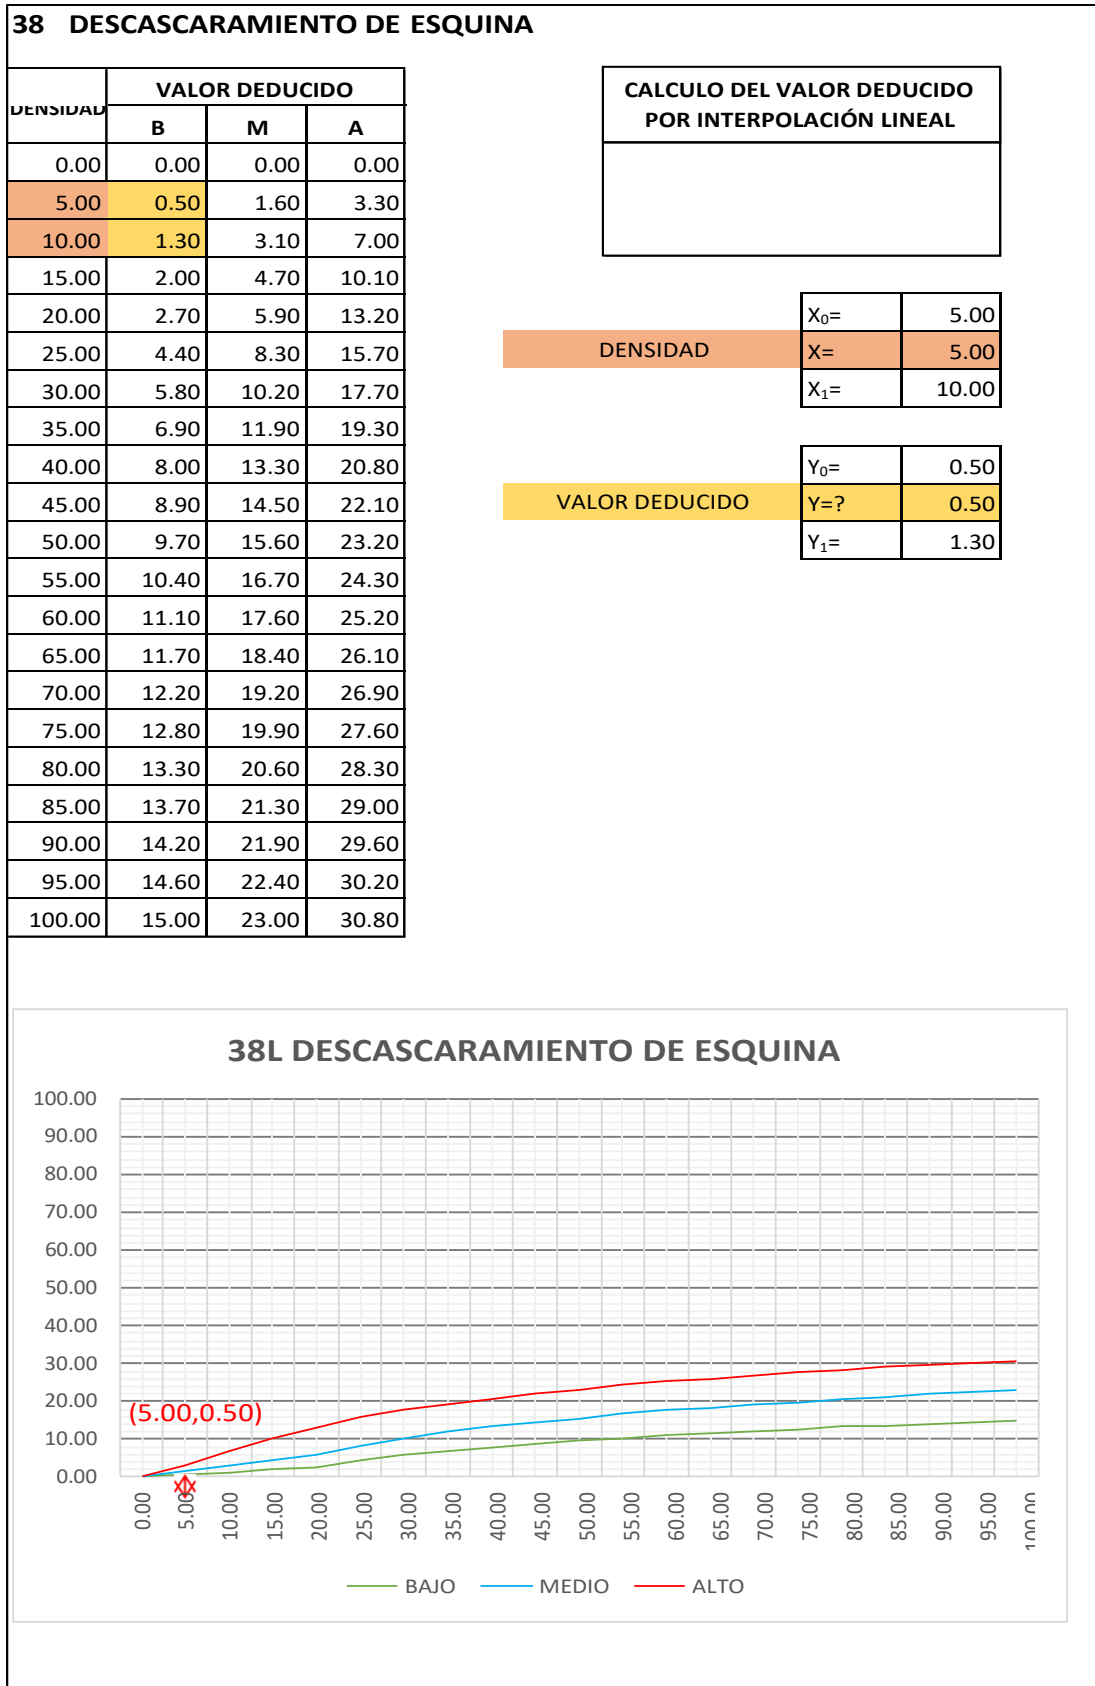 38 DESCASCARAMIENTO DE ESQUINA
DENSIDAD VALOR DEDUCIDO
B M A
0.00 0.00 0.00 0.00
5.00 0.50 1.60 3.30
10.00 1.30 3.10 7.00
15.00 2.00 4.70 10.10
20.00 2.70 5.90 13.20
25.00 4.40 8.30 15.70
30.00 5.80 10.20 17.70
35.00 6.90 11.90 19.30
40.00 8.00 13.30 20.80
45.00 8.90 14.50 22.10
50.00 9.70 15.60 23.20
55.00 10.40 16.70 24.30
60.00 11.10 17.60 25.20
65.00 11.70 18.40 26.10
70.00 12.20 19.20 26.90
75.00 12.80 19.90 27.60
80.00 13.30 20.60 28.30
85.00 13.70 21.30 29.00
90.00 14.20 21.90 29.60
95.00 14.60 22.40 30.20
100.00 15.00 23.00 30.80
CALCULO DEL VALOR DEDUCIDO
POR INTERPOLACIÓN LINEAL
X₀= 5.00
DENSIDAD X= 5.00
X₁= 10.00
Y₀= 0.50
VALOR DEDUCIDO Y=? 0.50
Y₁= 1.30
38L DESCASCARAMIENTO DE ESQUINA
100.00
90.00
80.00
70.00
60.00
50.00
40.00
30.00
20.00
10.00
0.00
(5.00,0.50)
0.00 5.00 10.00 15.00 20.00 25.00 30.00 35.00 40.00 45.00 50.00 55.00 60.00 65.00 70.00 75.00 80.00 85.00 90.00 95.00 100.00
BAJO MEDIO ALTO